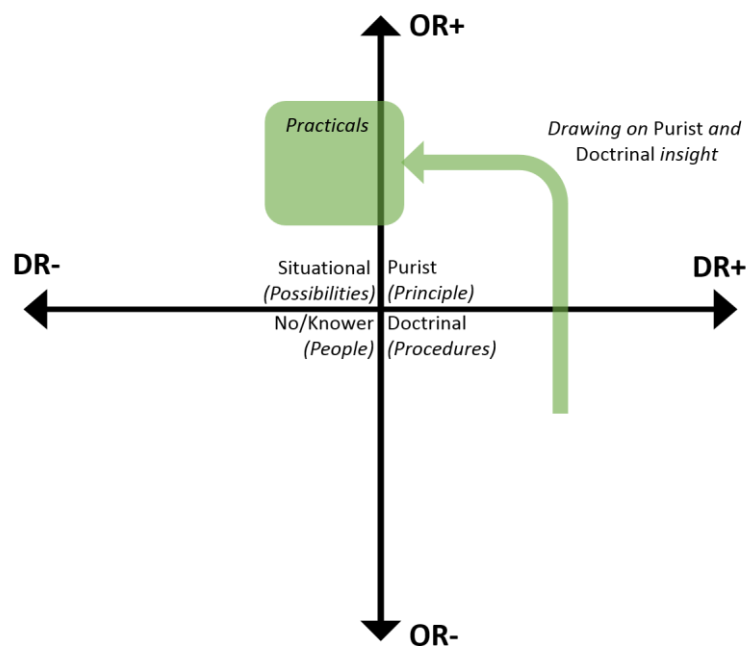 OR+
Practicals
Drawing on Purist and
Doctrinal insight
DR-
DR+
Situational
(Possibilities)
Purist
(Principle)
No/Knower
(People)
Doctrinal
(Procedures)
OR-